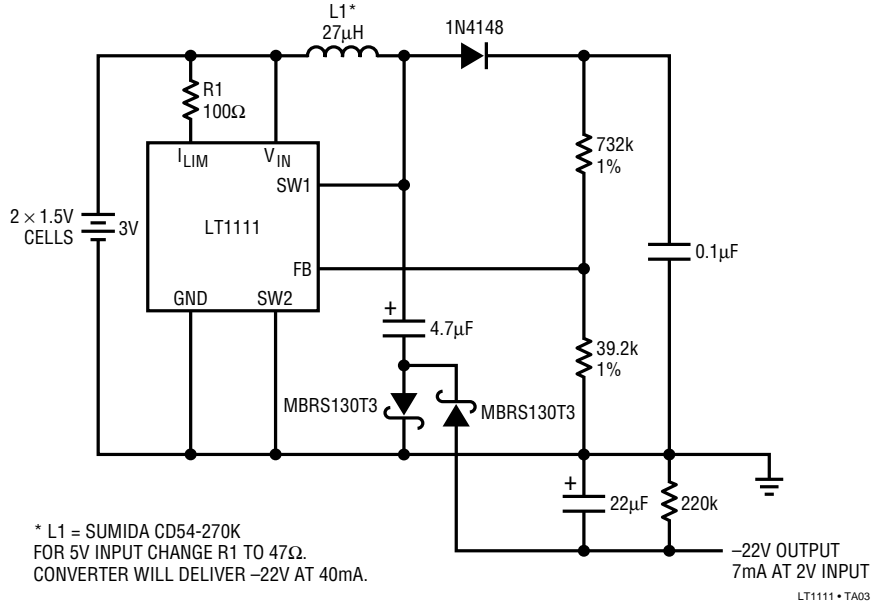 L1*
27µH
1N4148
R1
100Ω
ILIM
VIN
SW1
732k
1%
2 × 1.5V
CELLS
3V
LT1111
FB
0.1µF
GND
SW2
+
4.7µF
39.2k
1%
MBRS130T3
MBRS130T3
+
22µF
220k
* L1 = SUMIDA CD54-270K
FOR 5V INPUT CHANGE R1 TO 47Ω.
CONVERTER WILL DELIVER –22V AT 40mA.
–22V OUTPUT
7mA AT 2V INPUT
LT1111 • TA03